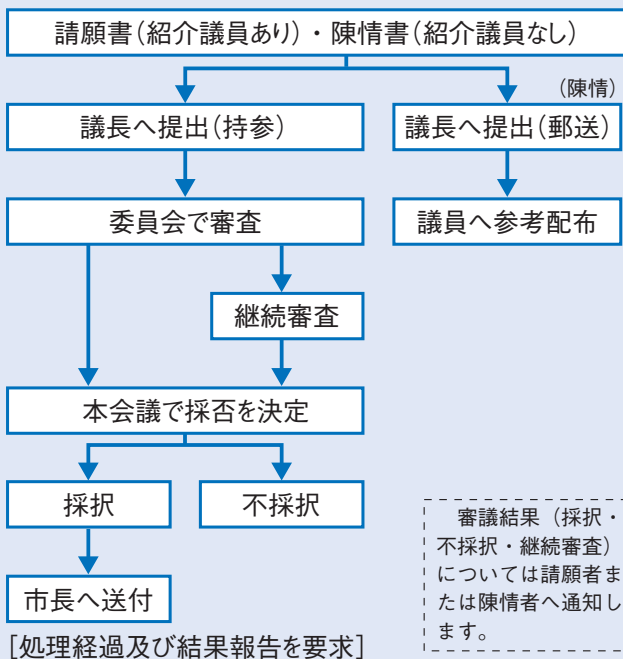 請願書(紹介議員あり)・陳情書(紹介議員なし)
(陳情)
議長へ提出(持参)
議長へ提出(郵送)
委員会で審査
議員へ参考配布
継続審査
本会議で採否を決定
採択
不採択
市長へ送付
[処理経過及び結果報告を要求]
審議結果(採択・
不採択・継続審査)
については請願者ま
たは陳情者へ通知し
ます。